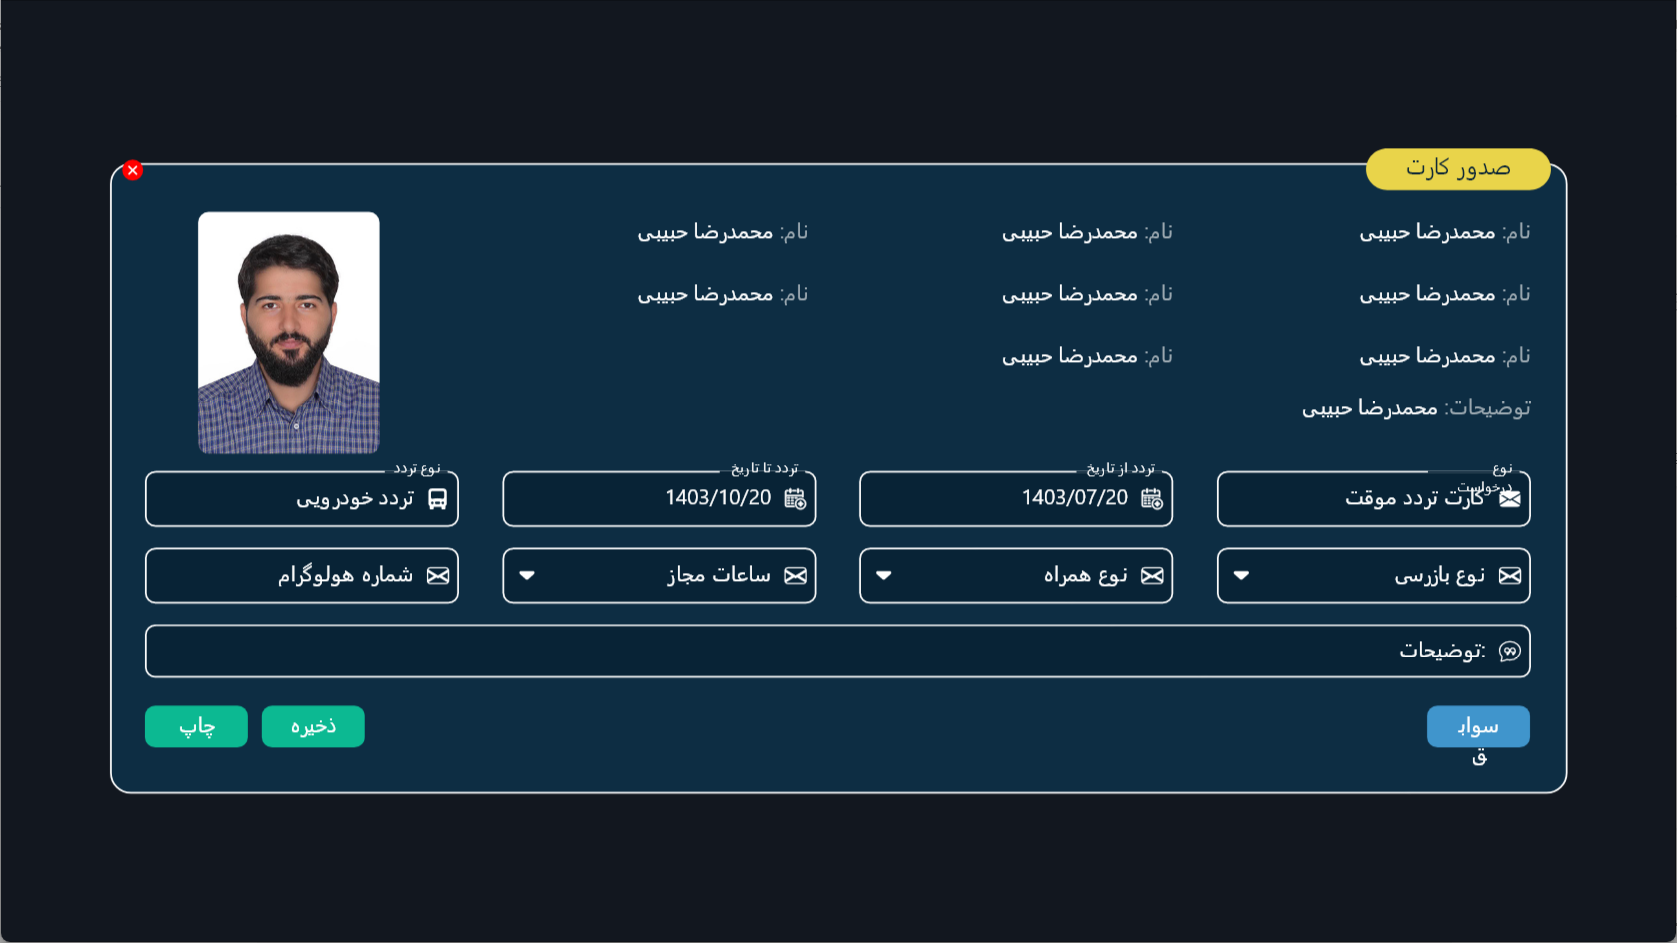 صدور کارت
نام: محمدرضا حبیبی
نام: محمدرضا حبیبی
نام: محمدرضا حبیبی
نام: محمدرضا حبیبی
نام: محمدرضا حبیبی
نام: محمدرضا حبیبی
نام: محمدرضا حبیبی
نام: محمدرضا حبیبی
توضیحات: محمدرضا حبیبی
نوع
درخواست
کارت تردد موقت
تردد از تاریخ
1403/07/20
تردد تا تاریخ
1403/10/20
نوع تردد
تردد خودرویی
نوع بازرسی
نوع همراه
ساعات مجاز
شماره هولوگرام
توضیحات:
سواب
ق
ذخیره
چاپ